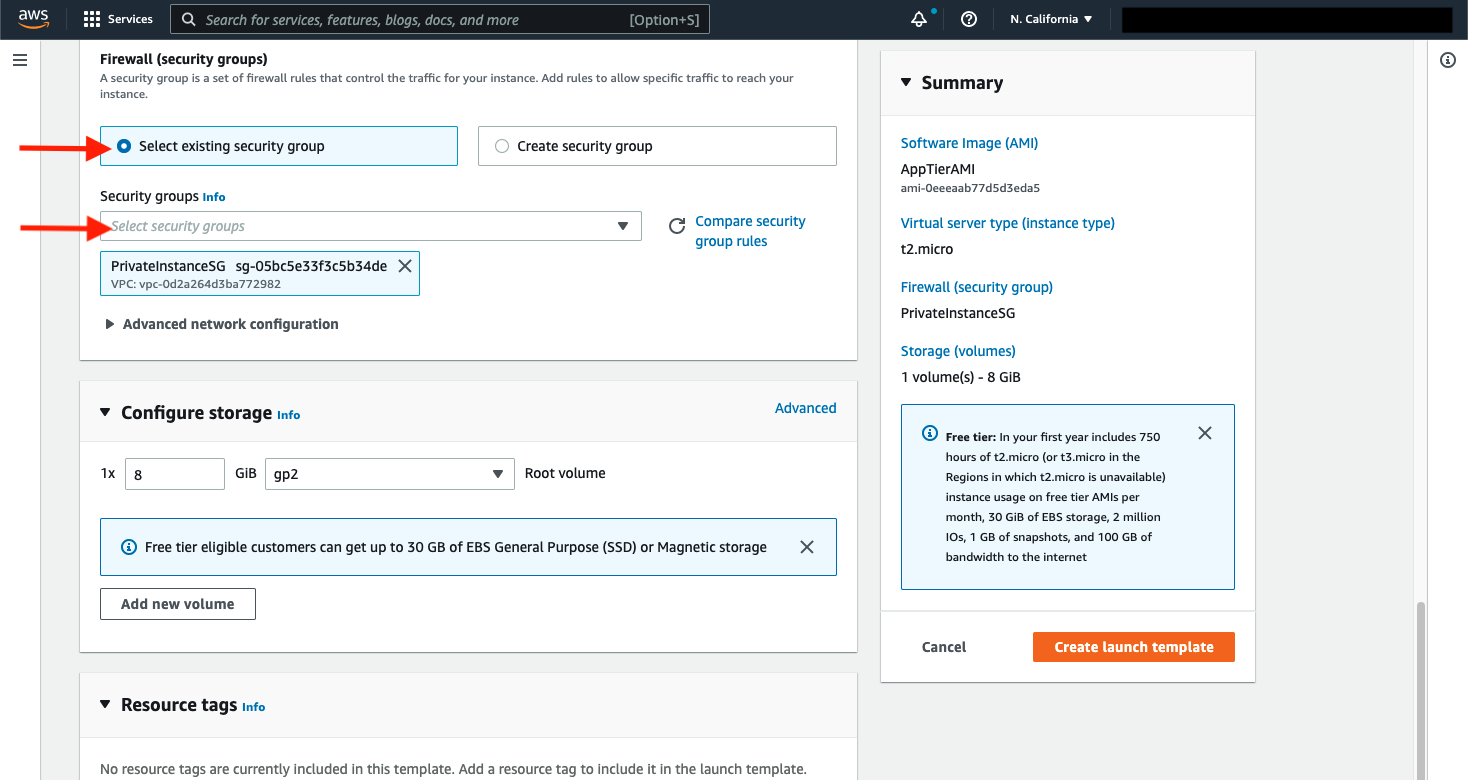 aws
Services
Search for services, features, blogs, docs, and more
[Option+S]
N. California
Firewall (security groups)
A security group is a set of firewall rules that control the traffic for your instance. Add rules to allow specific traffic to reach your
instance.
Select existing security group
Create security group
Security groups Info
Select security groups
Compare security
group rules
PrivateInstanceSG sg-05bc5e33f3c5b34de
VPC: vpc-0d2a264d3ba772982
Advanced network configuration
Configure storage Info
Advanced
1x 8 GiB gp2 Root volume
Free tier eligible customers can get up to 30 GB of EBS General Purpose (SSD) or Magnetic storage
Add new volume
Resource tags Info
No resource tags are currently included in this template. Add a resource tag to include it in the launch template.
Summary
Software Image (AMI)
AppTierAMI
ami-0eeeaab77d5d3eda5
Virtual server type (instance type)
t2.micro
Firewall (security group)
PrivateInstanceSG
Storage (volumes)
1 volume(s) - 8 GiB
Free tier: In your first year includes 750
hours of t2.micro (or t3.micro in the
Regions in which t2.micro is unavailable)
instance usage on free tier AMIs per
month, 30 GiB of EBS storage, 2 million
IOs, 1 GB of snapshots, and 100 GB of
bandwidth to the internet
Cancel
Create launch template